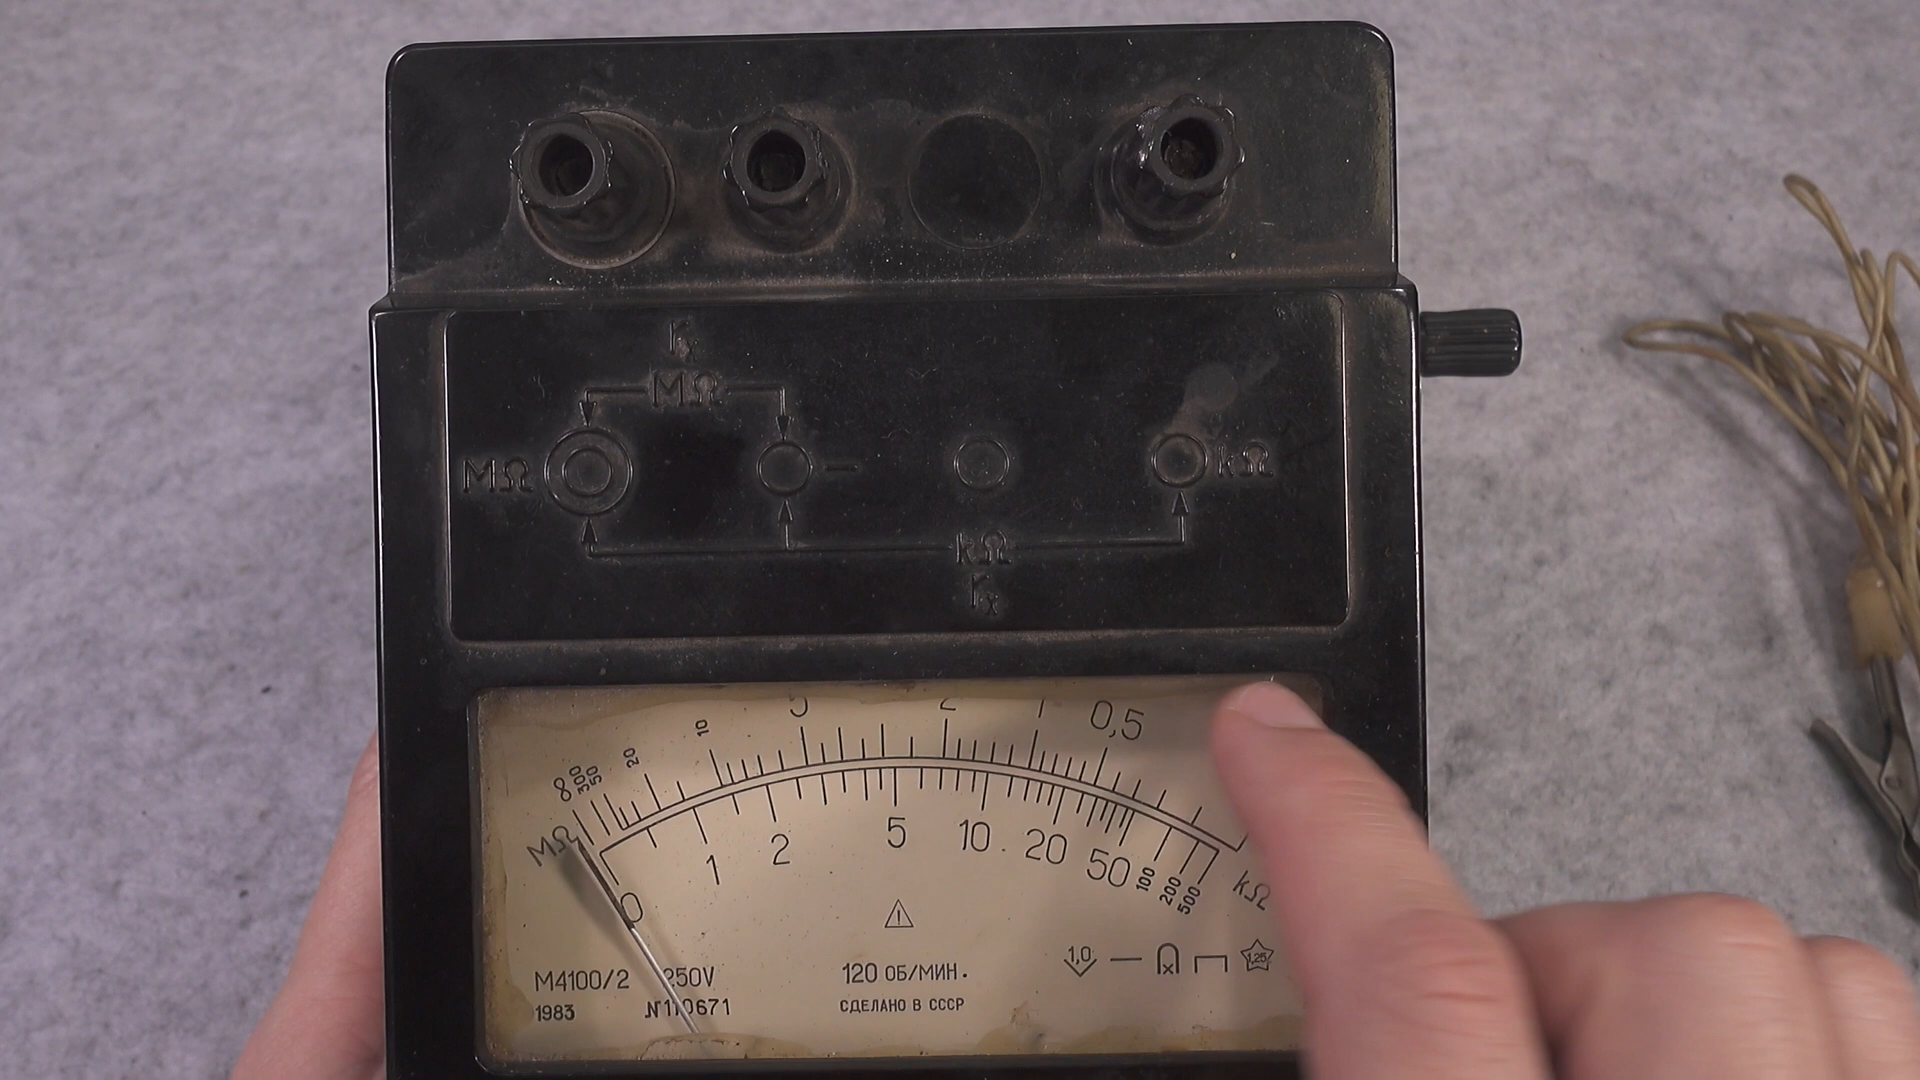 rx
MΩ
MΩ – kΩ
kΩ
rx
∞ 300 50 20 10 5 2 1 0,5
MΩ
0 1 2 5 10 20 50 100 200 500 kΩ
1,0 1,25
M4100/2 250V 120 ОБ/МИН.
1983 №110671 СДЕЛАНО В СССР